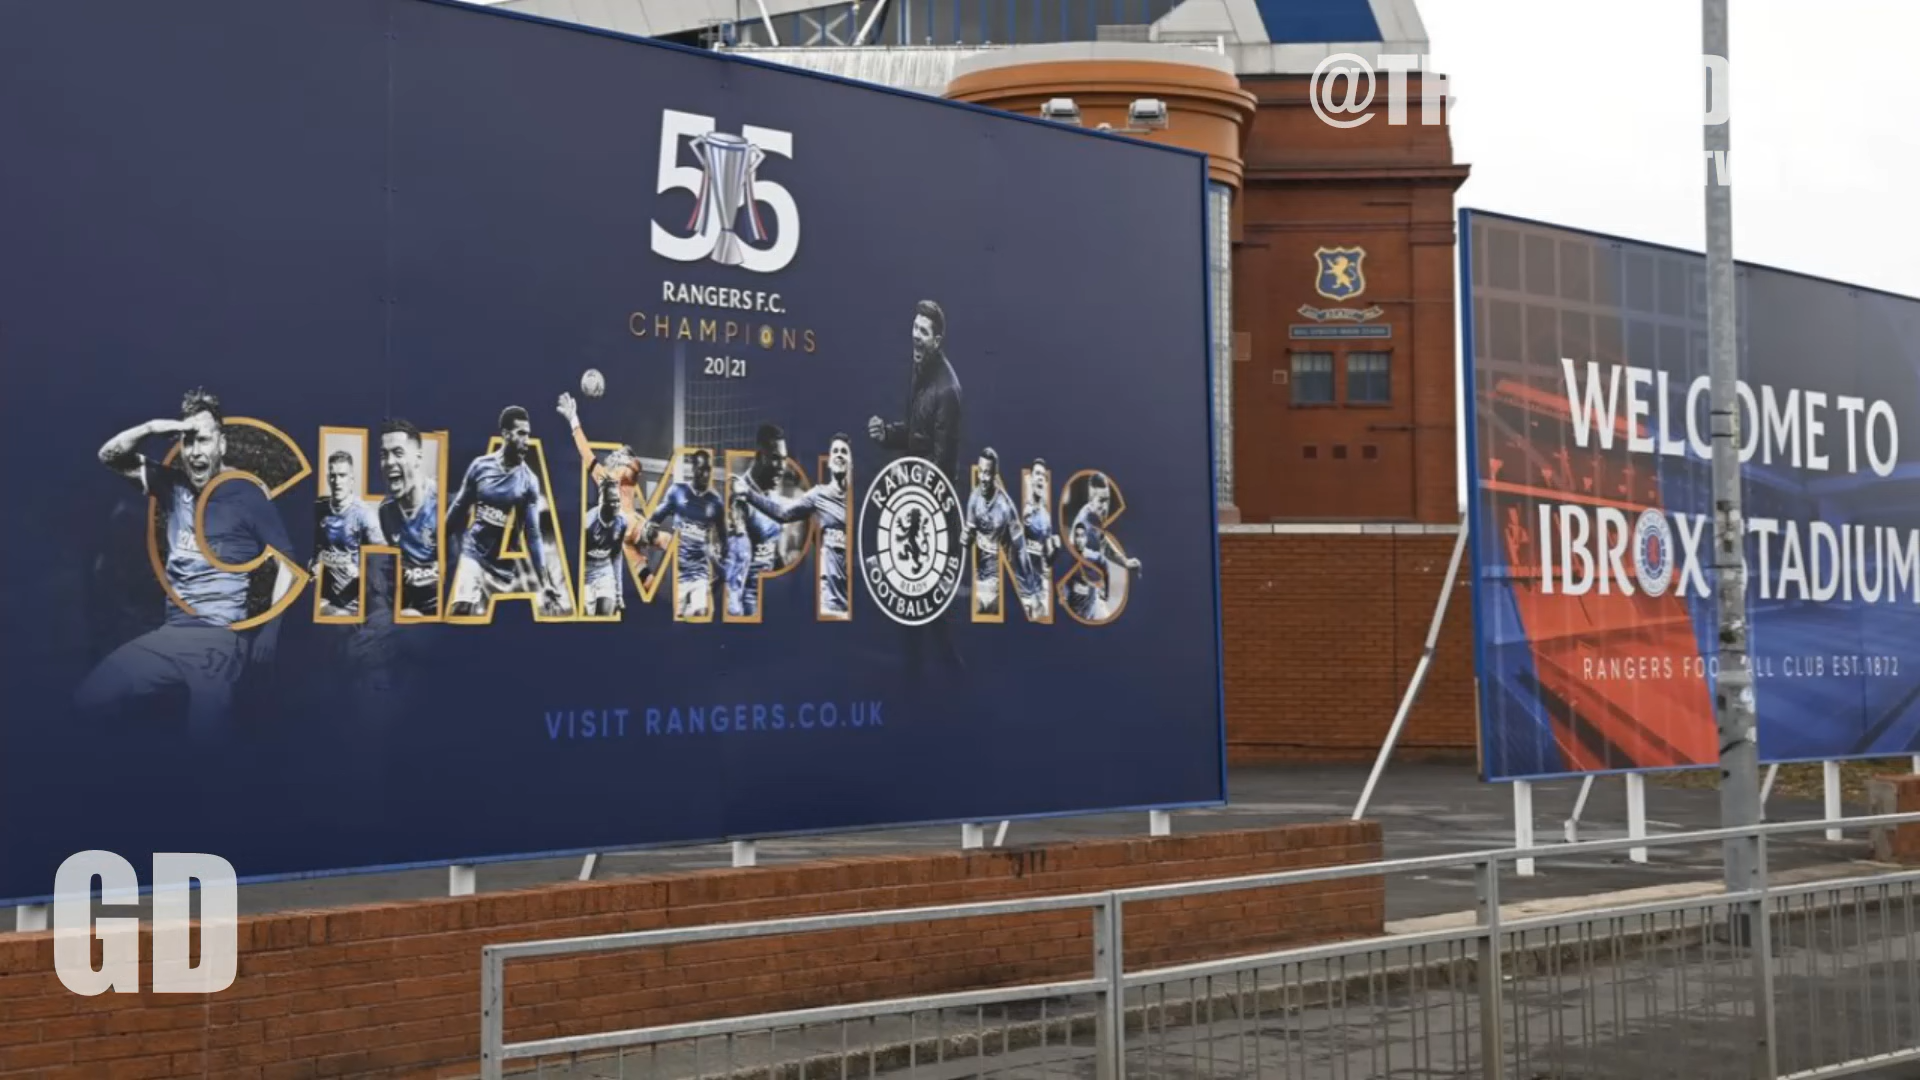 55
RANGERS F.C.
CHAMPIONS
20|21
CHAMPIONS
RANGERS
READY
FOOTBALL CLUB
VISIT RANGERS.CO.UK
WELCOME TO
IBROX STADIUM
RANGERS FOOTBALL CLUB EST.1872
GD